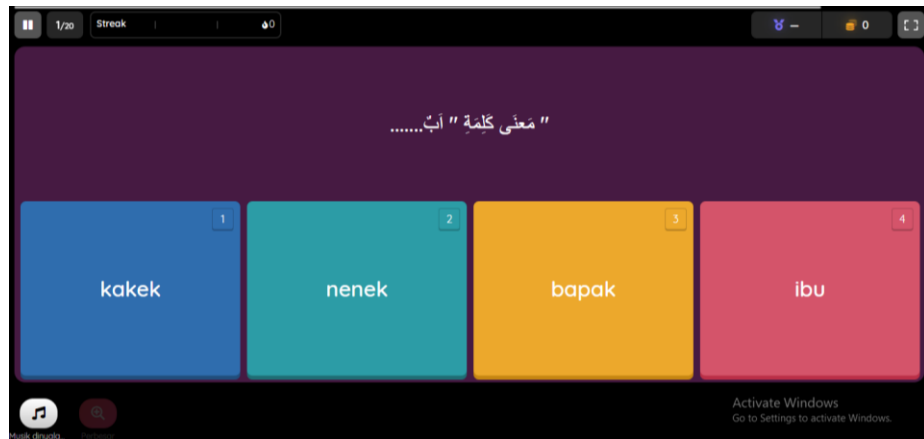 1/20 Streak 0 – 0
" مَعنَى كَلِمَةِ " اَبٌ.......
1 2 3 4
kakek nenek bapak ibu
Activate Windows
Go to Settings to activate Windows.
Musik dinyala